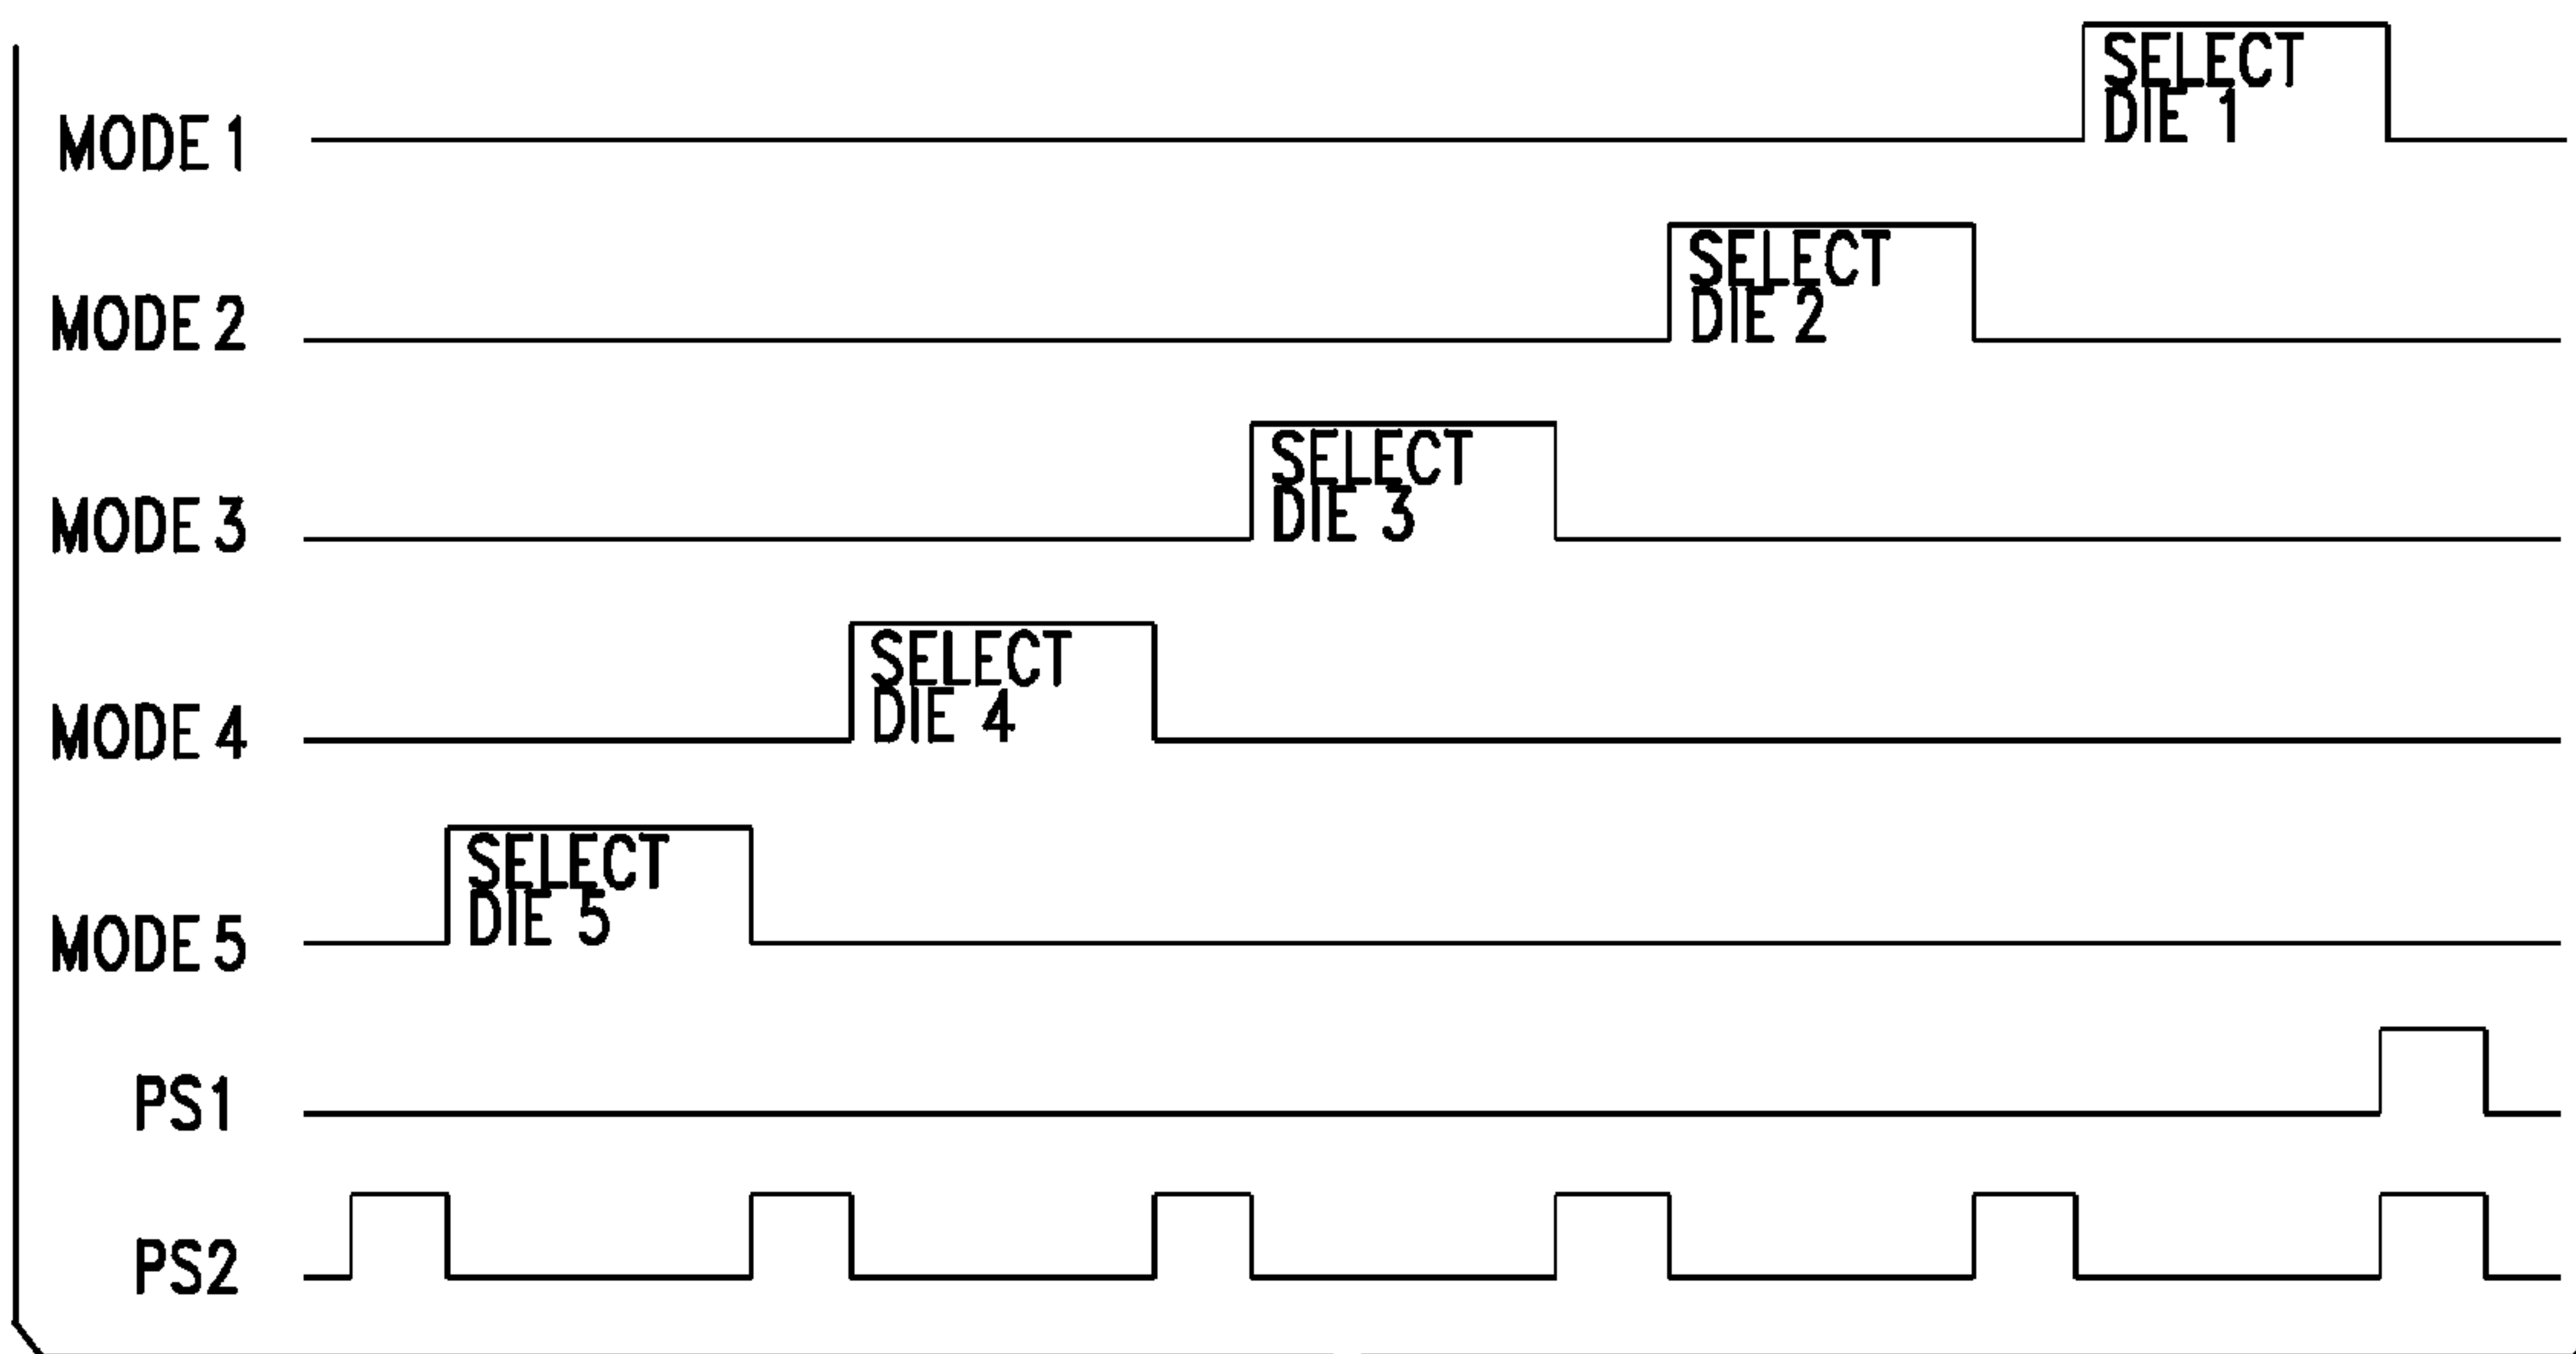 SELECT
DIE 1
MODE 1
SELECT
DIE 2
MODE 2
SELECT
DIE 3
MODE 3
SELECT
DIE 4
MODE 4
SELECT
DIE 5
MODE 5
PS1
PS2